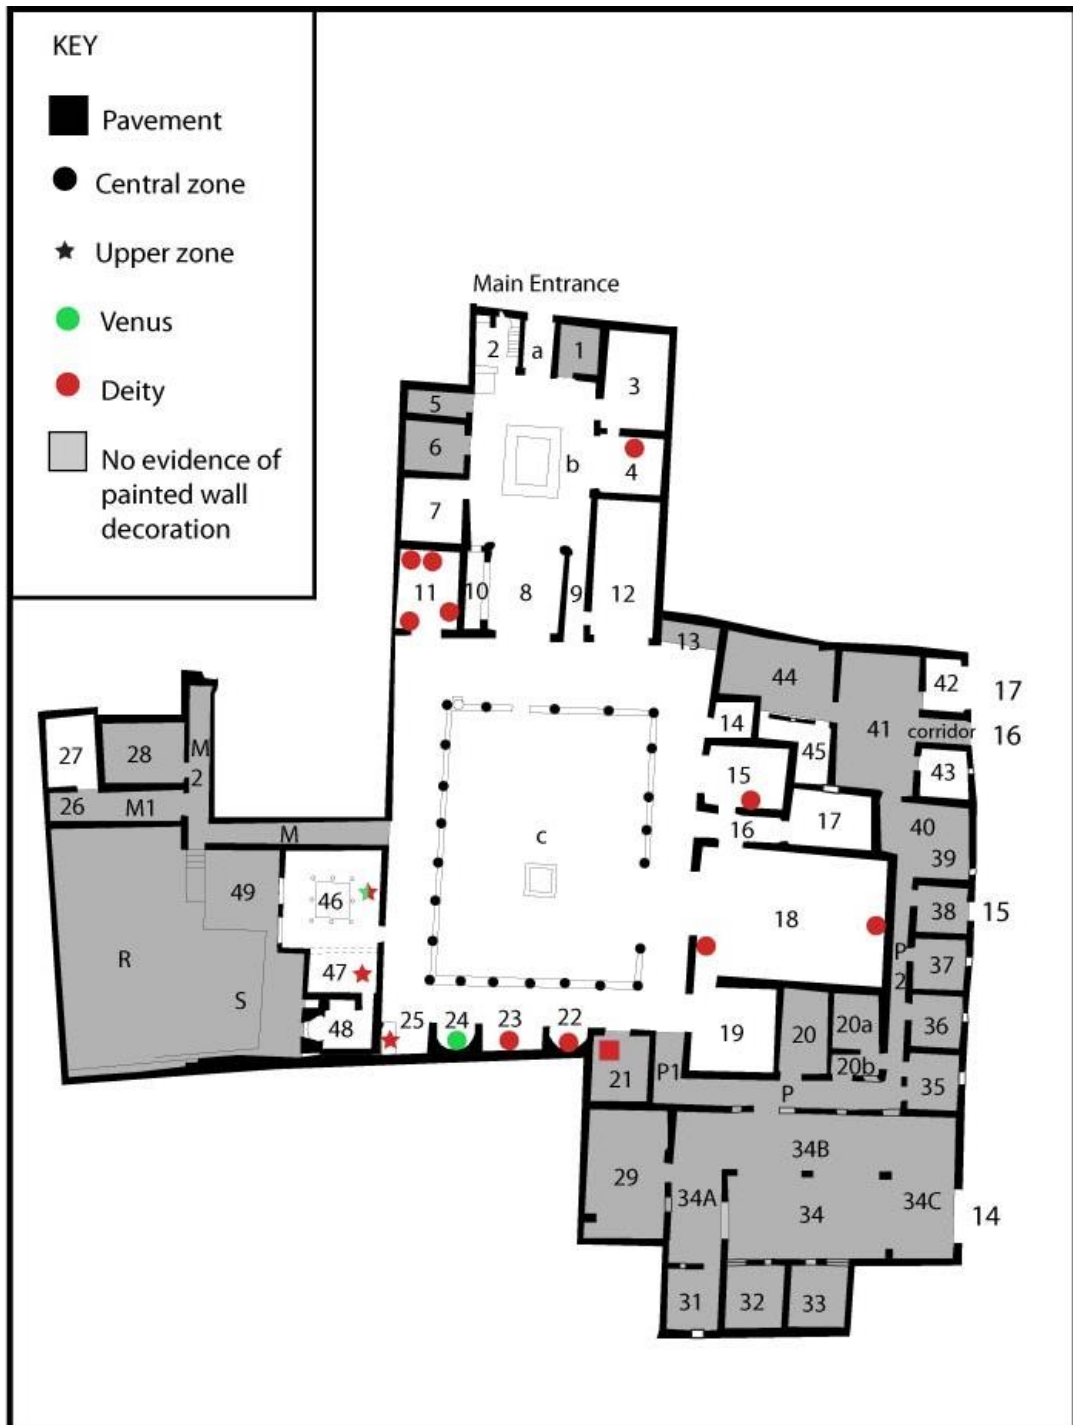 KEY
Pavement
Central zone
Upper zone
Venus
Deity
No evidence of
painted wall
decoration
Main Entrance
2
a
1
3
5
6
b
4
7
11
10
8
9
12
13
44
42
17
14
41
corridor
16
27
28
M
2
45
43
15
26
M1
16
17
40
M
c
39
49
46
18
38
15
R
47
P
2
37
S
48
25
24
23
22
19
20
20a
36
21
P1
20b
P
35
34B
29
34A
34
34C
14
31
32
33